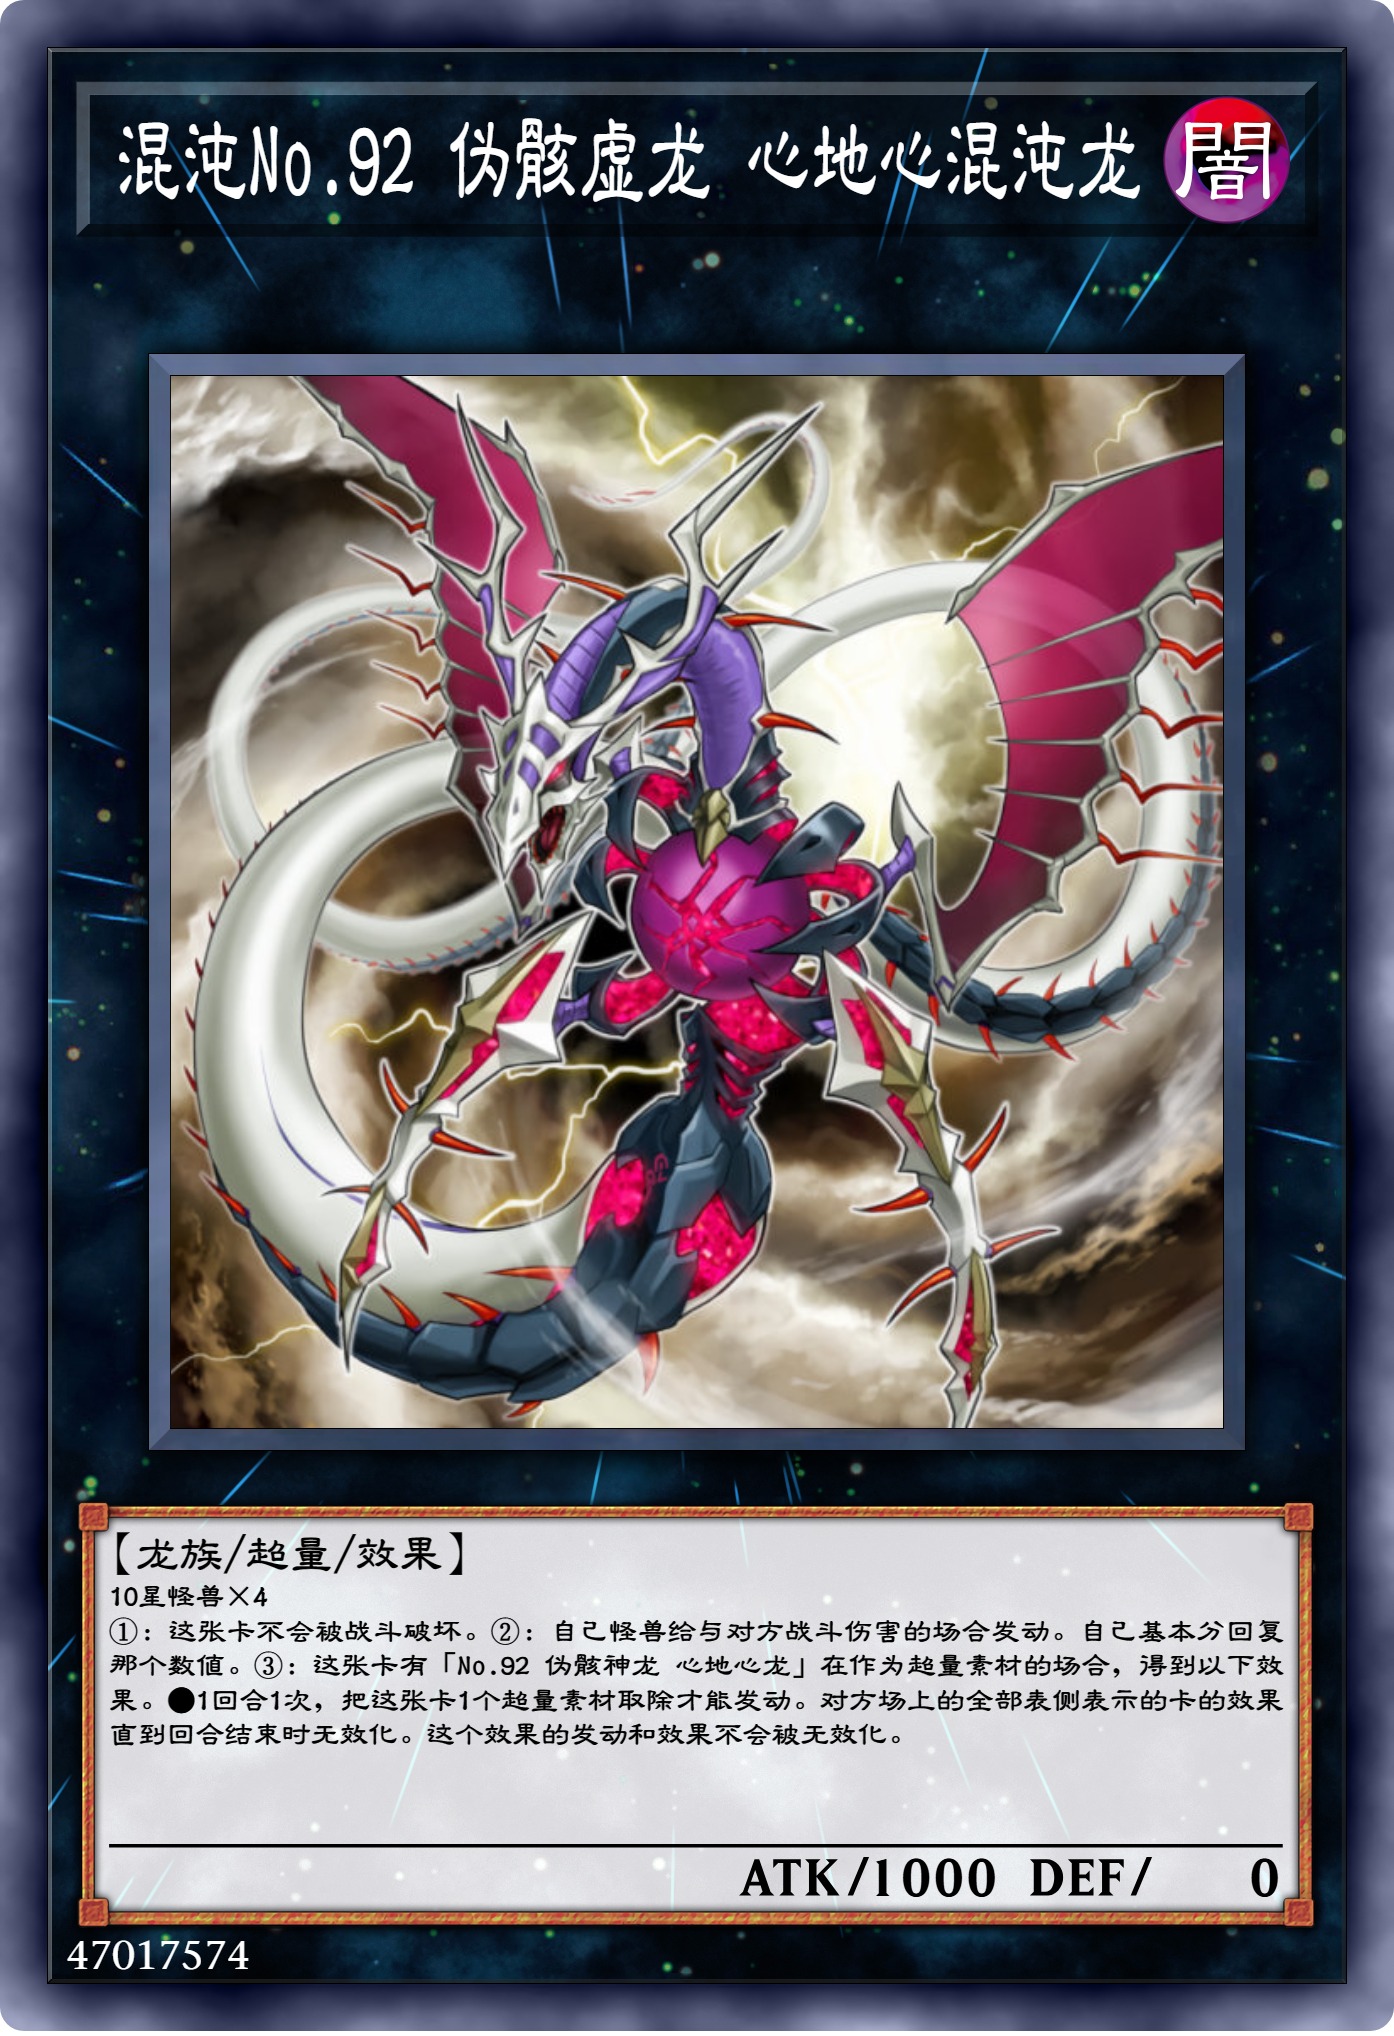 混沌No.92 伪骸虚龙 心地心混沌龙 闇
【龙族/超量/效果】
10星怪兽×4
①：这张卡不会被战斗破坏。②：自己怪兽给与对方战斗伤害的场合发动。自己基本分回复
那个数值。③：这张卡有「No.92 伪骸神龙 心地心龙」在作为超量素材的场合，得到以下效
果。●1回合1次，把这张卡1个超量素材取除才能发动。对方场上的全部表侧表示的卡的效果
直到回合结束时无效化。这个效果的发动和效果不会被无效化。
ATK/1000 DEF/ 0
47017574